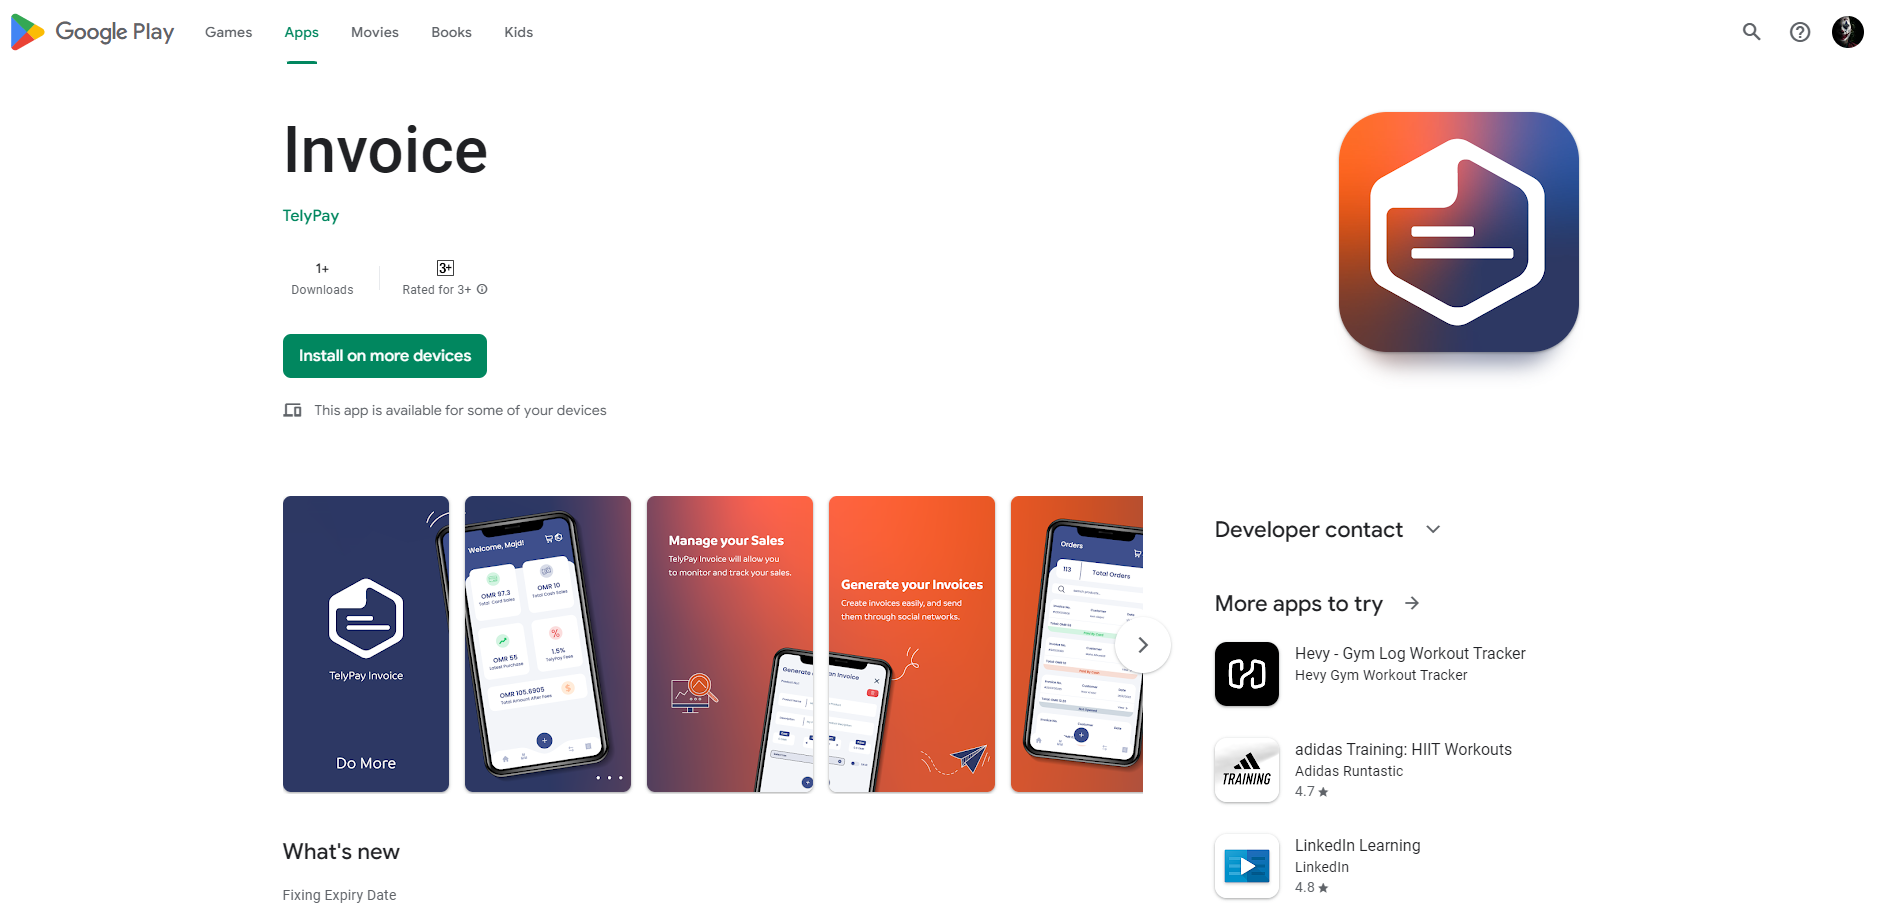 Google Play
Games
Apps
Movies
Books
Kids
Invoice
TelyPay
1+
Downloads
3+
Rated for 3+
Install on more devices
This app is available for some of your devices
TelyPay Invoice
Do More
Welcome, Majd!
OMR 97.3
Total Card Sales
OMR 10
Total Cash Sales
OMR 55
Latest Purchase
1.5%
TelyPay Fees
OMR 105.6905
Total Amount After Fees
Manage your Sales
TelyPay Invoice will allow you
to monitor and track your sales.
Generate your Invoices
Create invoices easily, and send
them through social networks.
Generate
an Invoice
Orders
113
Total Orders
Developer contact
More apps to try
Hevy - Gym Log Workout Tracker
Hevy Gym Workout Tracker
TRAINING
adidas Training: HIIT Workouts
Adidas Runtastic
4.7
LinkedIn Learning
LinkedIn
4.8
What's new
Fixing Expiry Date